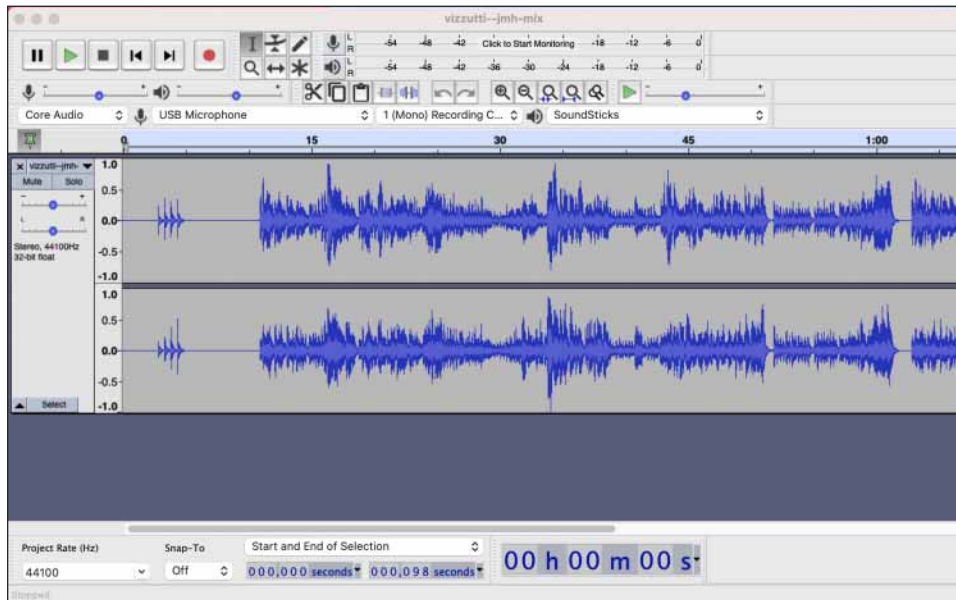 vizzutti--jmh-mix
L
R
-54 -48 -42 Click to Start Monitoring -18 -12 -6 0
L
R
-54 -48 -42 -36 -30 -24 -18 -12 -6 0
- +
- +
- +
Core Audio USB Microphone 1 (Mono) Recording C... SoundSticks
0 15 30 45 1:00
x vizzutti--jmh-
Mute Solo
- +
L R
Stereo, 44100Hz
32-bit float
Select
1.0
0.5
0.0
-0.5
-1.0
1.0
0.5
0.0
-0.5
-1.0
Project Rate (Hz) Snap-To Start and End of Selection
44100 Off 000,000 seconds 000,098 seconds
00 h 00 m 00 s
Stopped.